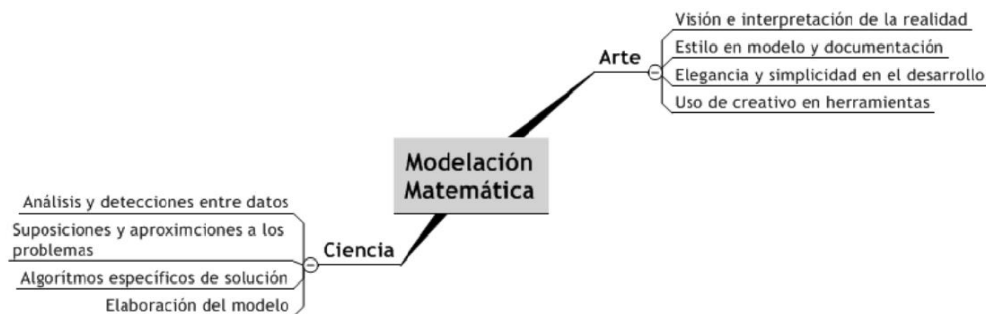 Visión e interpretación de la realidad
Arte
Estilo en modelo y documentación
Elegancia y simplicidad en el desarrollo
Uso de creativo en herramientas
Modelación
Matemática
Análisis y detecciones entre datos
Suposiciones y aproximciones a los
problemas
Ciencia
Algoritmos específicos de solución
Elaboración del modelo